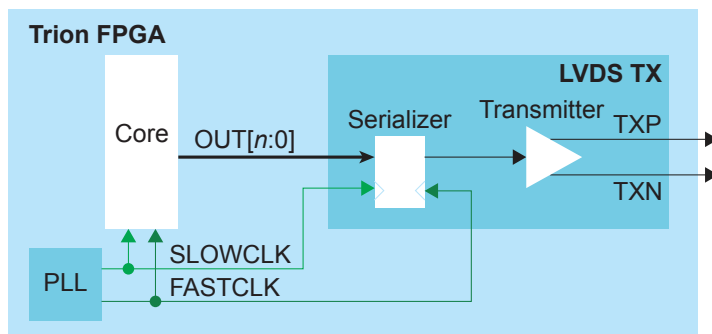 Trion FPGA
LVDS TX
Core
OUT[n:0]
Serializer
Transmitter
TXP
TXN
SLOWCLK
PLL
FASTCLK